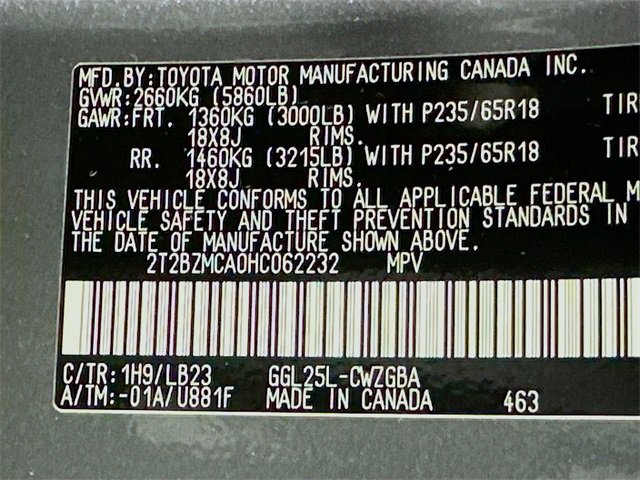 MFD.BY:TOYOTA MOTOR MANUFACTURING CANADA INC.
GVWR:2660KG (5860LB)
GAWR:FRT. 1360KG (3000LB) WITH P235/65R18 TIR
18X8J RIMS.
RR. 1460KG (3215LB) WITH P235/65R18 TIR
18X8J RIMS.
THIS VEHICLE CONFORMS TO ALL APPLICABLE FEDERAL M
VEHICLE SAFETY AND THEFT PREVENTION STANDARDS IN
THE DATE OF MANUFACTURE SHOWN ABOVE.
2T2BZMCA0HC062232 MPV
C/TR:1H9/LB23 GGL25L-CWZGBA
A/TM:-01A/U881F MADE IN CANADA 463